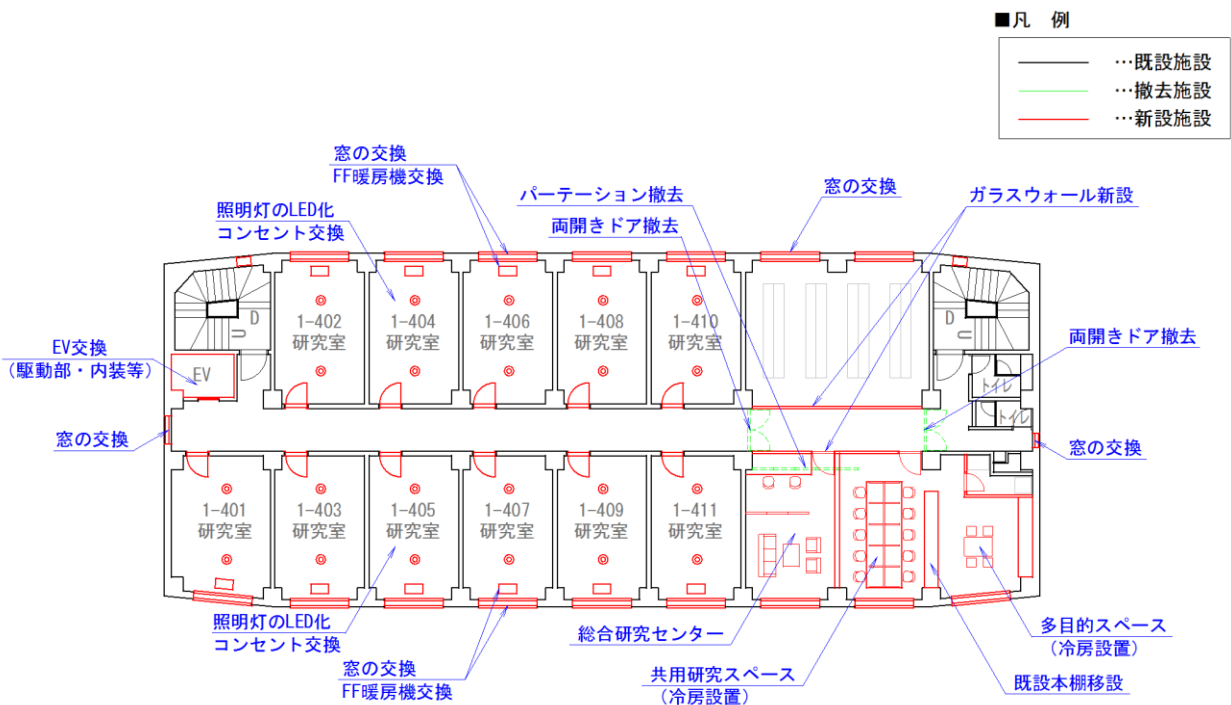 ■凡 例
…既設施設
…撤去施設
…新設施設
窓の交換
FF暖房機交換
パーテーション撤去
窓の交換
ガラスウォール新設
照明灯のLED化
コンセント交換
両開きドア撤去
D
U
1-402
研究室
1-404
研究室
1-406
研究室
1-408
研究室
1-410
研究室
D
U
両開きドア撤去
EV交換
(駆動部・内装等)
EV
トイレ
トイレ
窓の交換
窓の交換
1-401
研究室
1-403
研究室
1-405
研究室
1-407
研究室
1-409
研究室
1-411
研究室
照明灯のLED化
コンセント交換
総合研究センター
多目的スペース
(冷房設置)
窓の交換
FF暖房機交換
共用研究スペース
(冷房設置)
既設本棚移設